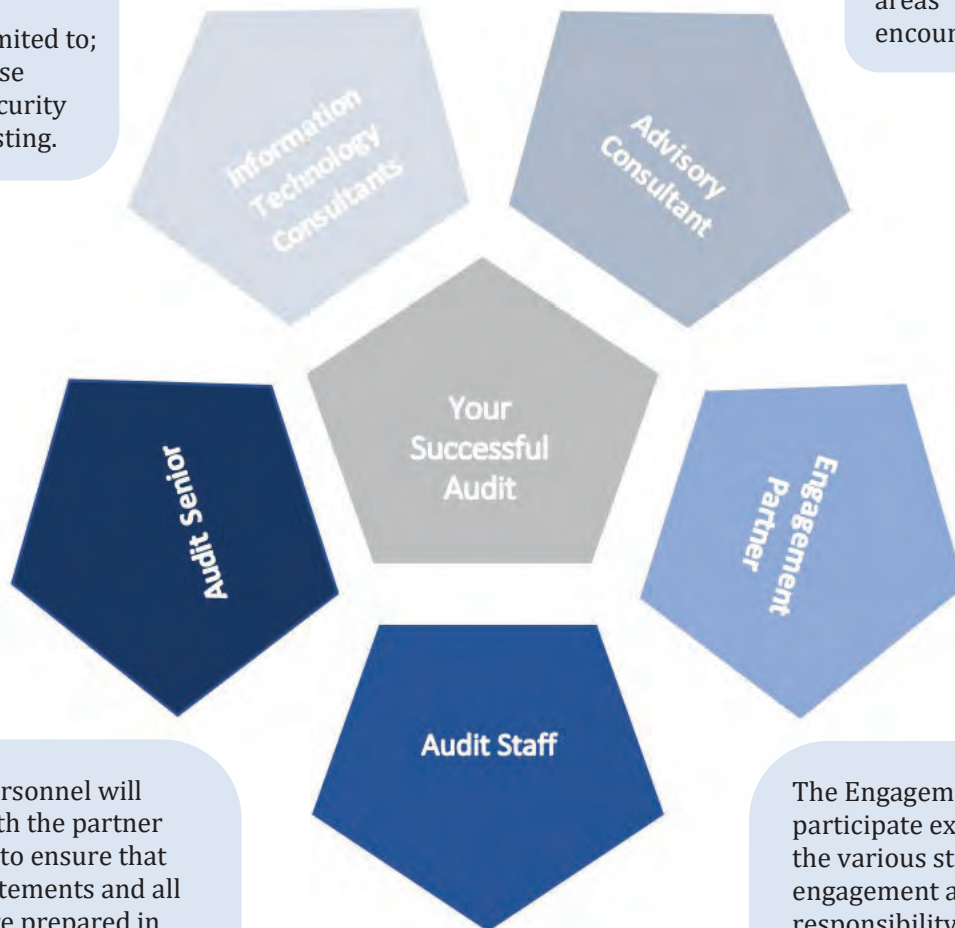 mited to;
se
curity
sting.
areas
encoun
Information
Technology
Consultants
Advisory
Consultant
Your
Successful
Audit
Audit Senior
Engagement
Partner
Audit Staff
rsonnel will
th the partner
to ensure that
tements and all
e prepared in
The Engagem
participate ex
the various st
engagement a
responsibility